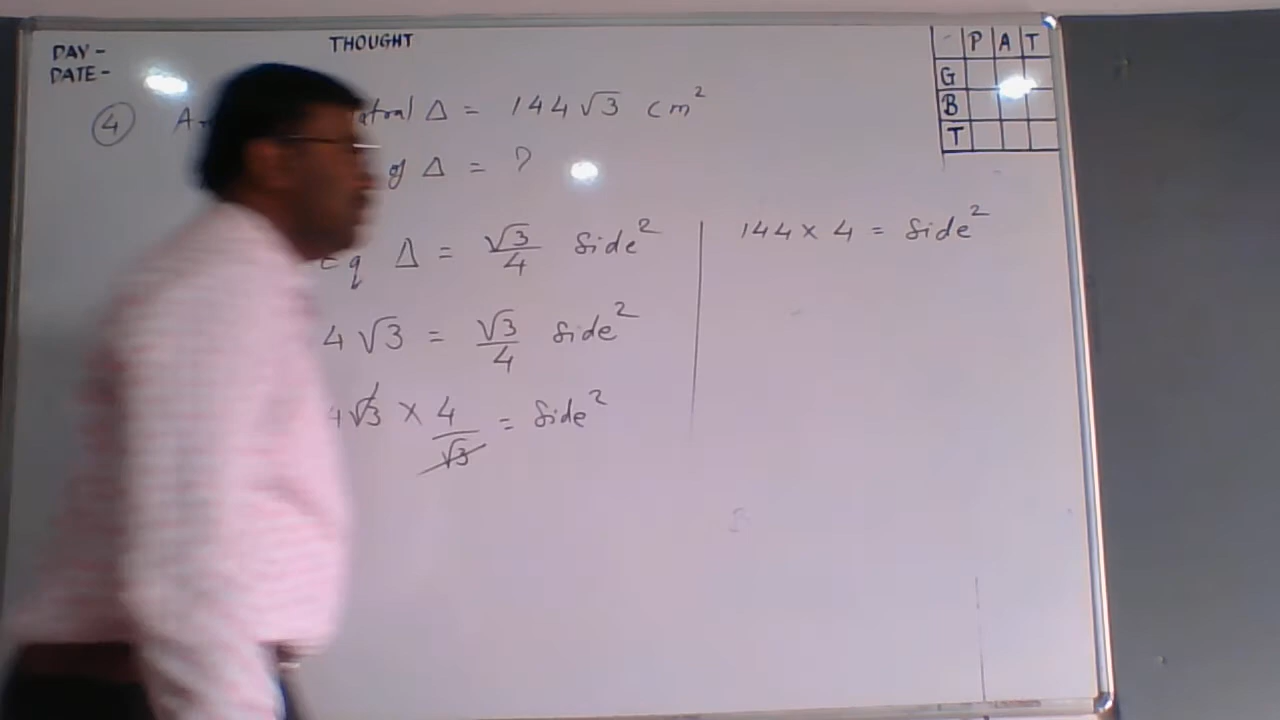 DAY -
DATE -
THOUGHT
P A T
G
B
T
4 Δ = 144√3 cm²
of Δ = ?
Eq Δ = √3/4 Side²
4√3 = √3/4 Side²
4√3 × 4/√3 = Side²
144 × 4 = Side²